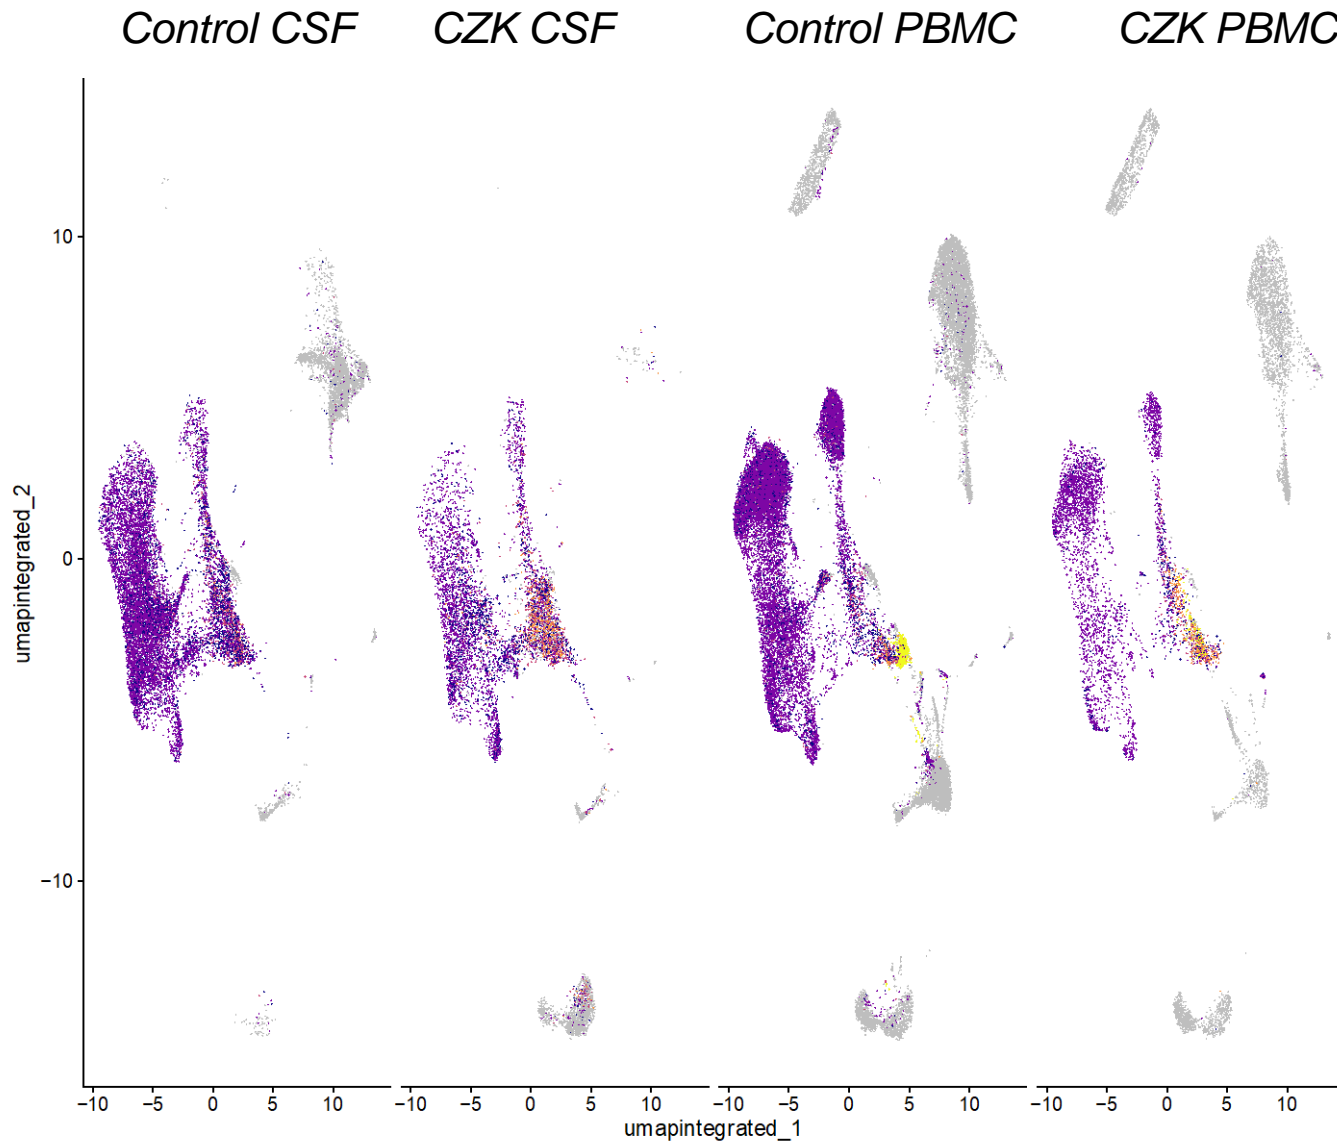 Control CSF CZK CSF Control PBMC CZK PBMC
10
0
−10
umapintegrated_2
−10 −5 0 5 10 −10 −5 0 5 10 −10 −5 0 5 10 −10 −5 0 5 10
umapintegrated_1